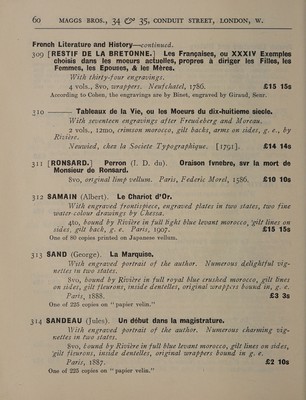 60 MAGGS BROS., 34 & 35, CONDUIT STREET, LONDON, W.
French Literature and History—continued.
309 [RESTIF DE LA BRETONNE.] Les Françaises, ou XXXIV Exemples
choisis dans les moeurs actuelles, propres à diriger les Filles, les
Femmes, les Epouses, & les Mères.
With thirty-four engravings.
4 vols., 8vo, wrappers. Neufchatel, 1786. £15 15s
According to Cohen, the engravings are by Binet, engraved by Giraud, Senr.
310 ——— Tableaux de la Vie, ou les Moeurs du dix-huitieme siecle.
With seventeen engravings after Freudeberg and Moreau.
2 vols., 12mo, crimson morocco, gilt backs, arms on sides, g. e., by
Rivière.
Neuwied, chez la Societe Typographique. [1791]. £14 14s
311 [RONSARD.] Perron (J. D. du). Oraison fvnebre, svr la mort de
Monsieur de Ronsard.
8vo, original limp vellum. Paris, Federic Morel, 1586. £10 10s
312 SAMAIN (Albert). Le Chariot d'Or.
With engraved frontispiece, engraved plates in two states, two fine
water colour drawings by Chessa.
4to, bound by Rivière in full light blue levant morocco, gilt lines on
sides, gilt back, g. e. Paris, 1907. £15 15s
One of 80 copies printed on Japanese vellum.
313 SAND (George). La Marquise.
With engraved portrait of the author. Numerous delightful vig-
nettes in two states.
8vo, bound by Rivière in full royal blue crushed morocco, gilt lines
on sides, gilt fleurons, inside dentelles, original wrappers bound in, g. e.
Paris, 1888. £3 3s
One of 225 copies on "papier velin."
314 SANDEAU (Jules). Un début dans la magistrature.
With engraved portrait of the author. Numerous charming vig-
nettes in two states.
8vo, bound by Rivière in full blue levant morocco, gilt lines on sides,
gilt fleurons, inside dentelles, original wrappers bound in g. e.
Paris, 1887. £2 10s
One of 225 copies on "papier velin."